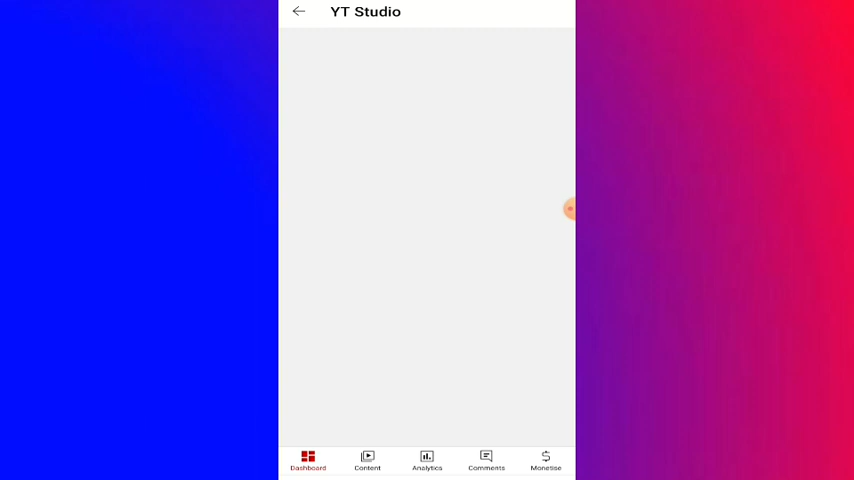 YT Studio
Dashboard
Content
Analytics
Comments
Monetise